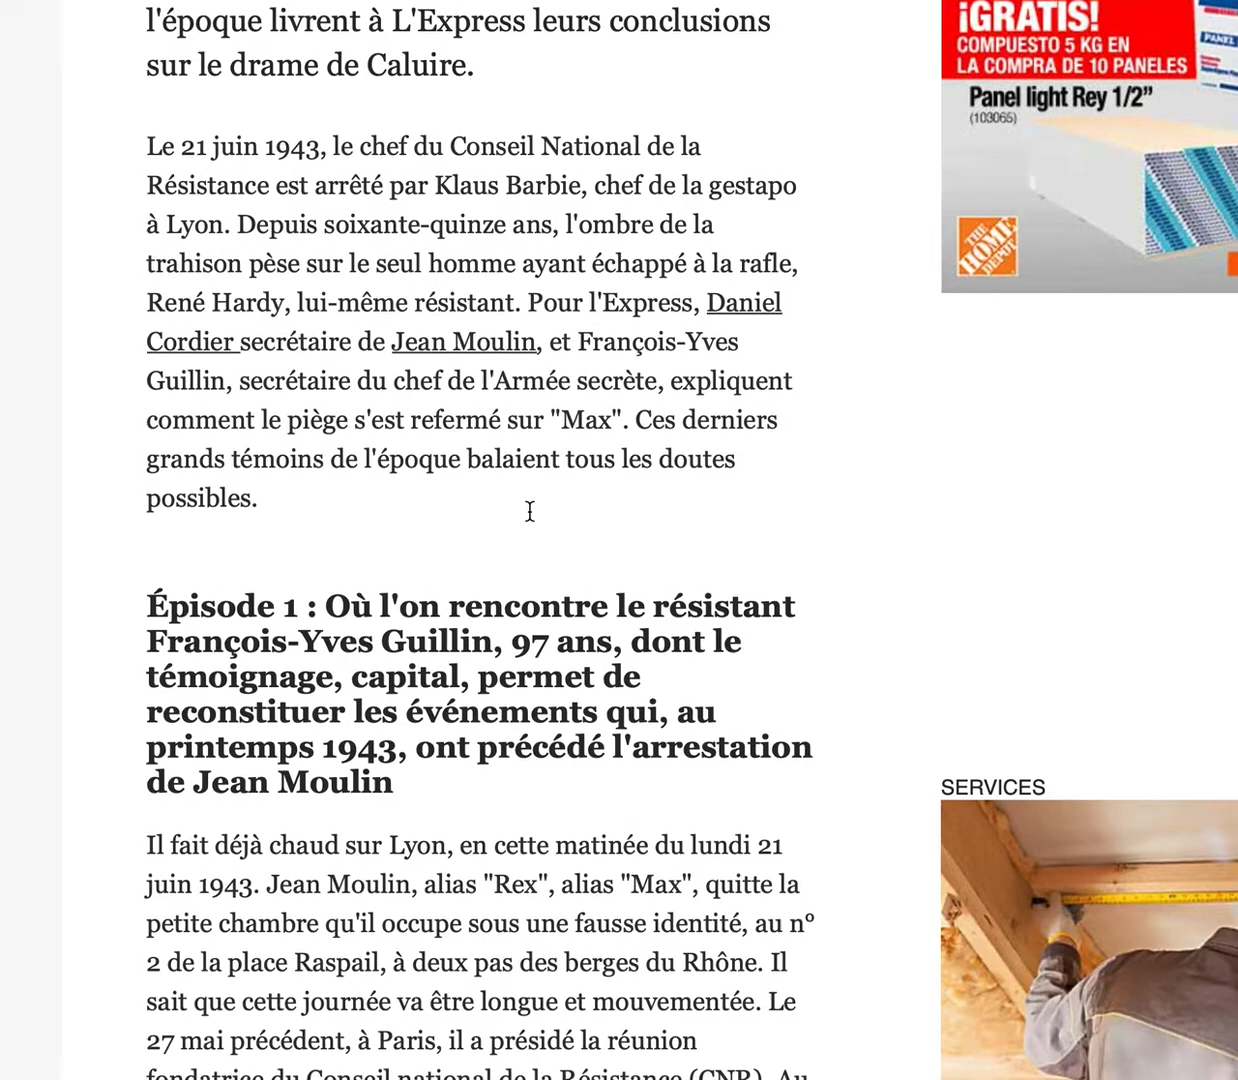 l'époque livrent à L'Express leurs conclusions
sur le drame de Caluire.
Le 21 juin 1943, le chef du Conseil National de la
Résistance est arrêté par Klaus Barbie, chef de la gestapo
à Lyon. Depuis soixante-quinze ans, l'ombre de la
trahison pèse sur le seul homme ayant échappé à la rafle,
René Hardy, lui-même résistant. Pour l'Express, Daniel
Cordier secrétaire de Jean Moulin, et François-Yves
Guillin, secrétaire du chef de l'Armée secrète, expliquent
comment le piège s'est refermé sur "Max". Ces derniers
grands témoins de l'époque balaient tous les doutes
possibles.
Épisode 1 : Où l'on rencontre le résistant
François-Yves Guillin, 97 ans, dont le
témoignage, capital, permet de
reconstituer les événements qui, au
printemps 1943, ont précédé l'arrestation
de Jean Moulin
Il fait déjà chaud sur Lyon, en cette matinée du lundi 21
juin 1943. Jean Moulin, alias "Rex", alias "Max", quitte la
petite chambre qu'il occupe sous une fausse identité, au n°
2 de la place Raspail, à deux pas des berges du Rhône. Il
sait que cette journée va être longue et mouvementée. Le
27 mai précédent, à Paris, il a présidé la réunion
fondatrice du Conseil national de la Résistance (CNR). Au
¡GRATIS!
COMPUESTO 5 KG EN
LA COMPRA DE 10 PANELES
PANEL
Panel light Rey 1/2”
(103065)
THE
HOME
DEPOT
SERVICES